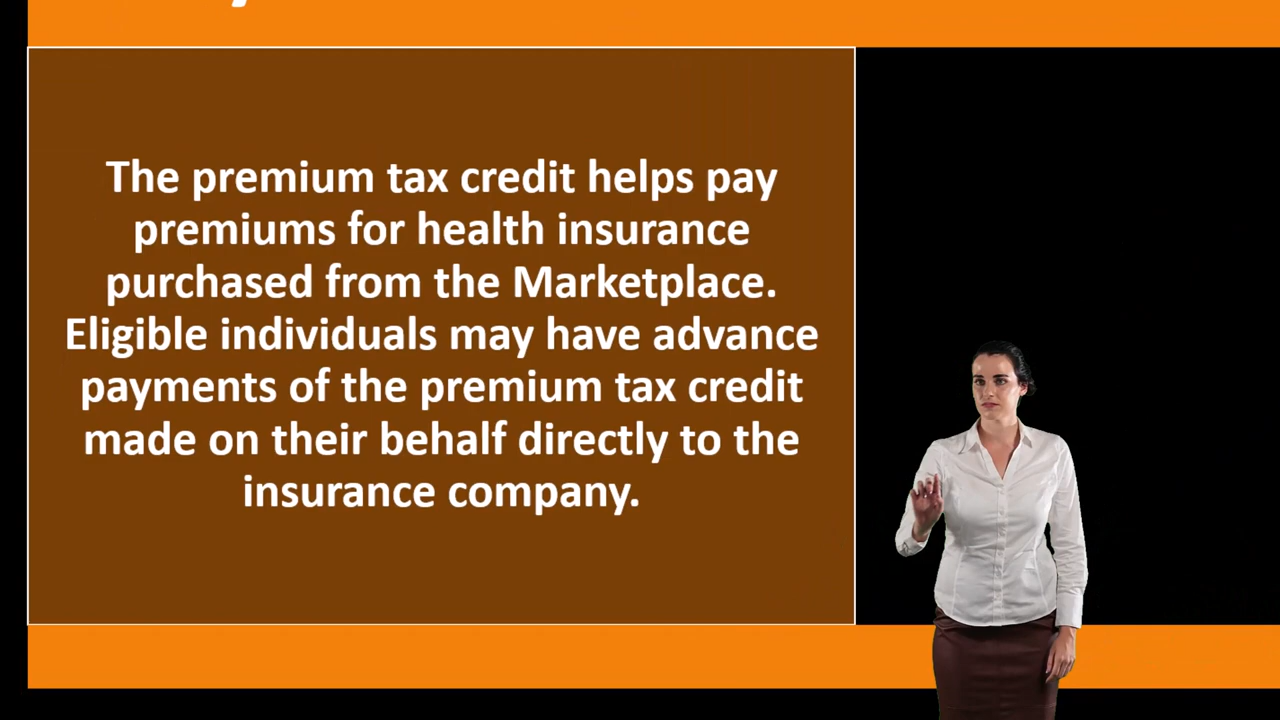 The premium tax credit helps pay
premiums for health insurance
purchased from the Marketplace.
Eligible individuals may have advance
payments of the premium tax credit
made on their behalf directly to the
insurance company.